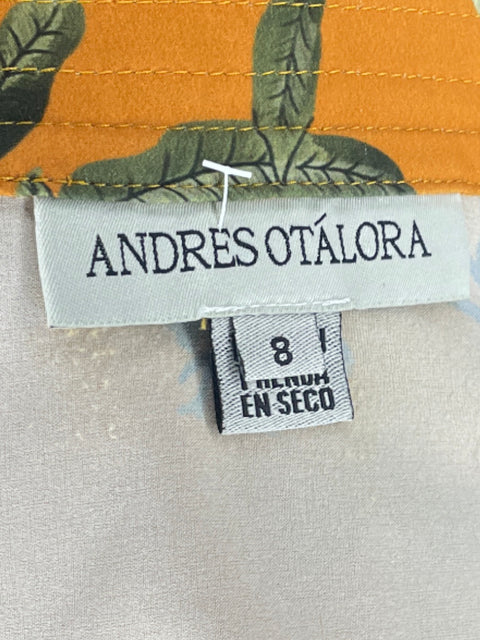 ANDRES OTÁLORA
8
EN SECO